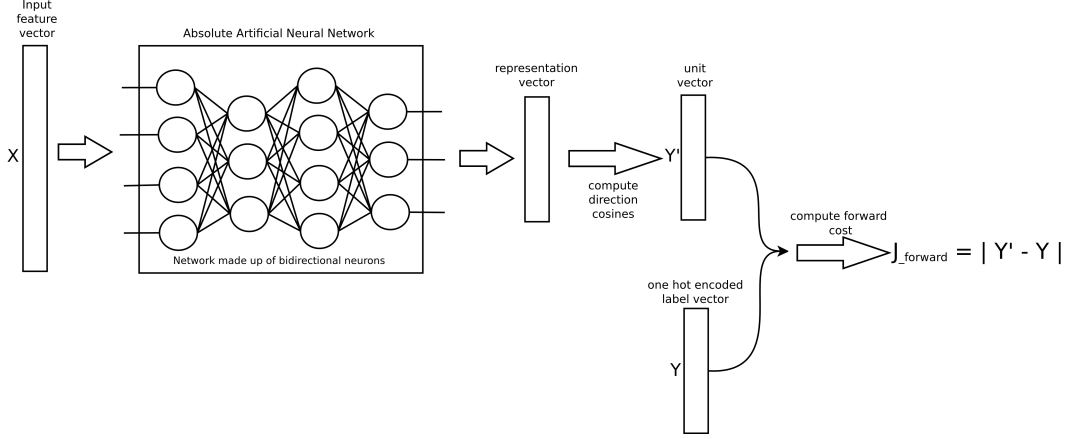 Input
feature
vector
X
Absolute Artificial Neural Network
Network made up of bidirectional neurons
representation
vector
compute
direction
cosines
unit
vector
Y'
one hot encoded
label vector
Y
compute forward
cost
J_forward = | Y' - Y |